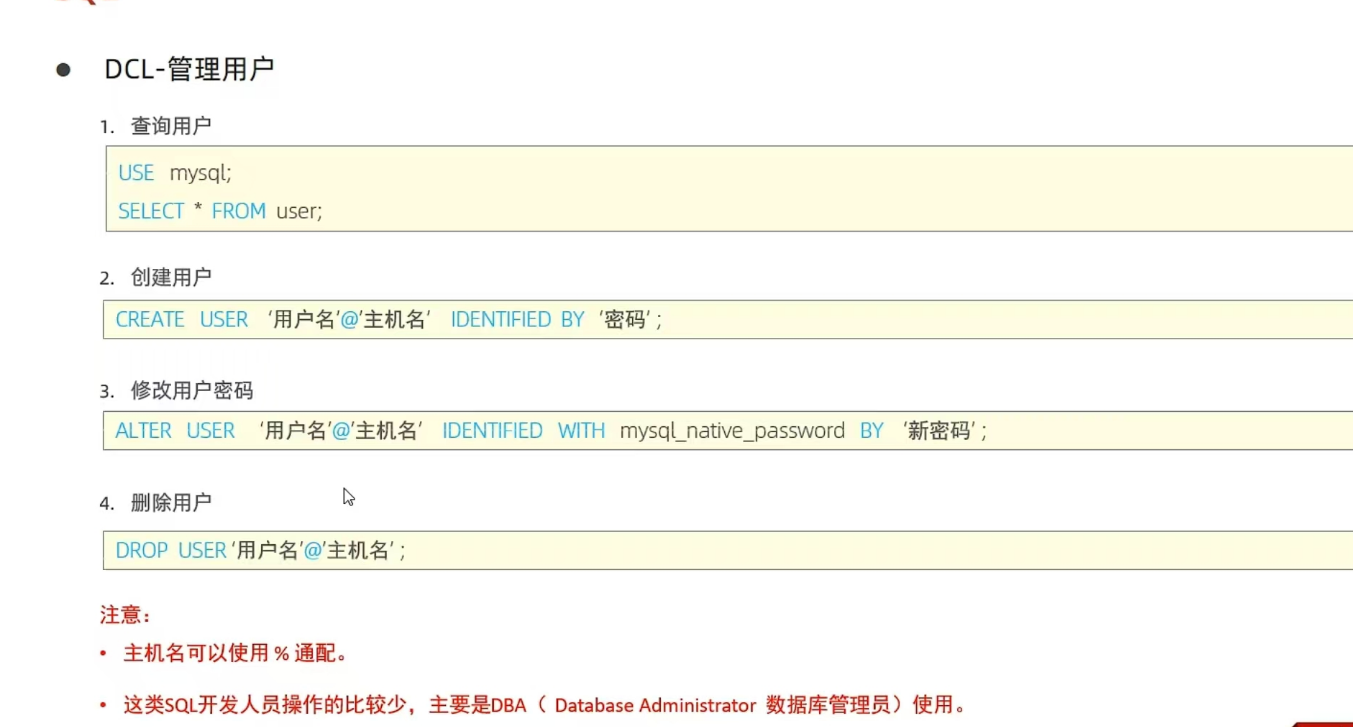 ● DCL-管理用户
1. 查询用户
USE mysql;
SELECT * FROM user;
2. 创建用户
CREATE USER ‘用户名’@’主机名’ IDENTIFIED BY ‘密码’ ;
3. 修改用户密码
ALTER USER ‘用户名’@’主机名’ IDENTIFIED WITH mysql_native_password BY ‘新密码’ ;
4. 删除用户
DROP USER ‘用户名’@’主机名’ ;
注意：
• 主机名可以使用 % 通配。
• 这类SQL开发人员操作的比较少，主要是DBA（ Database Administrator 数据库管理员）使用。